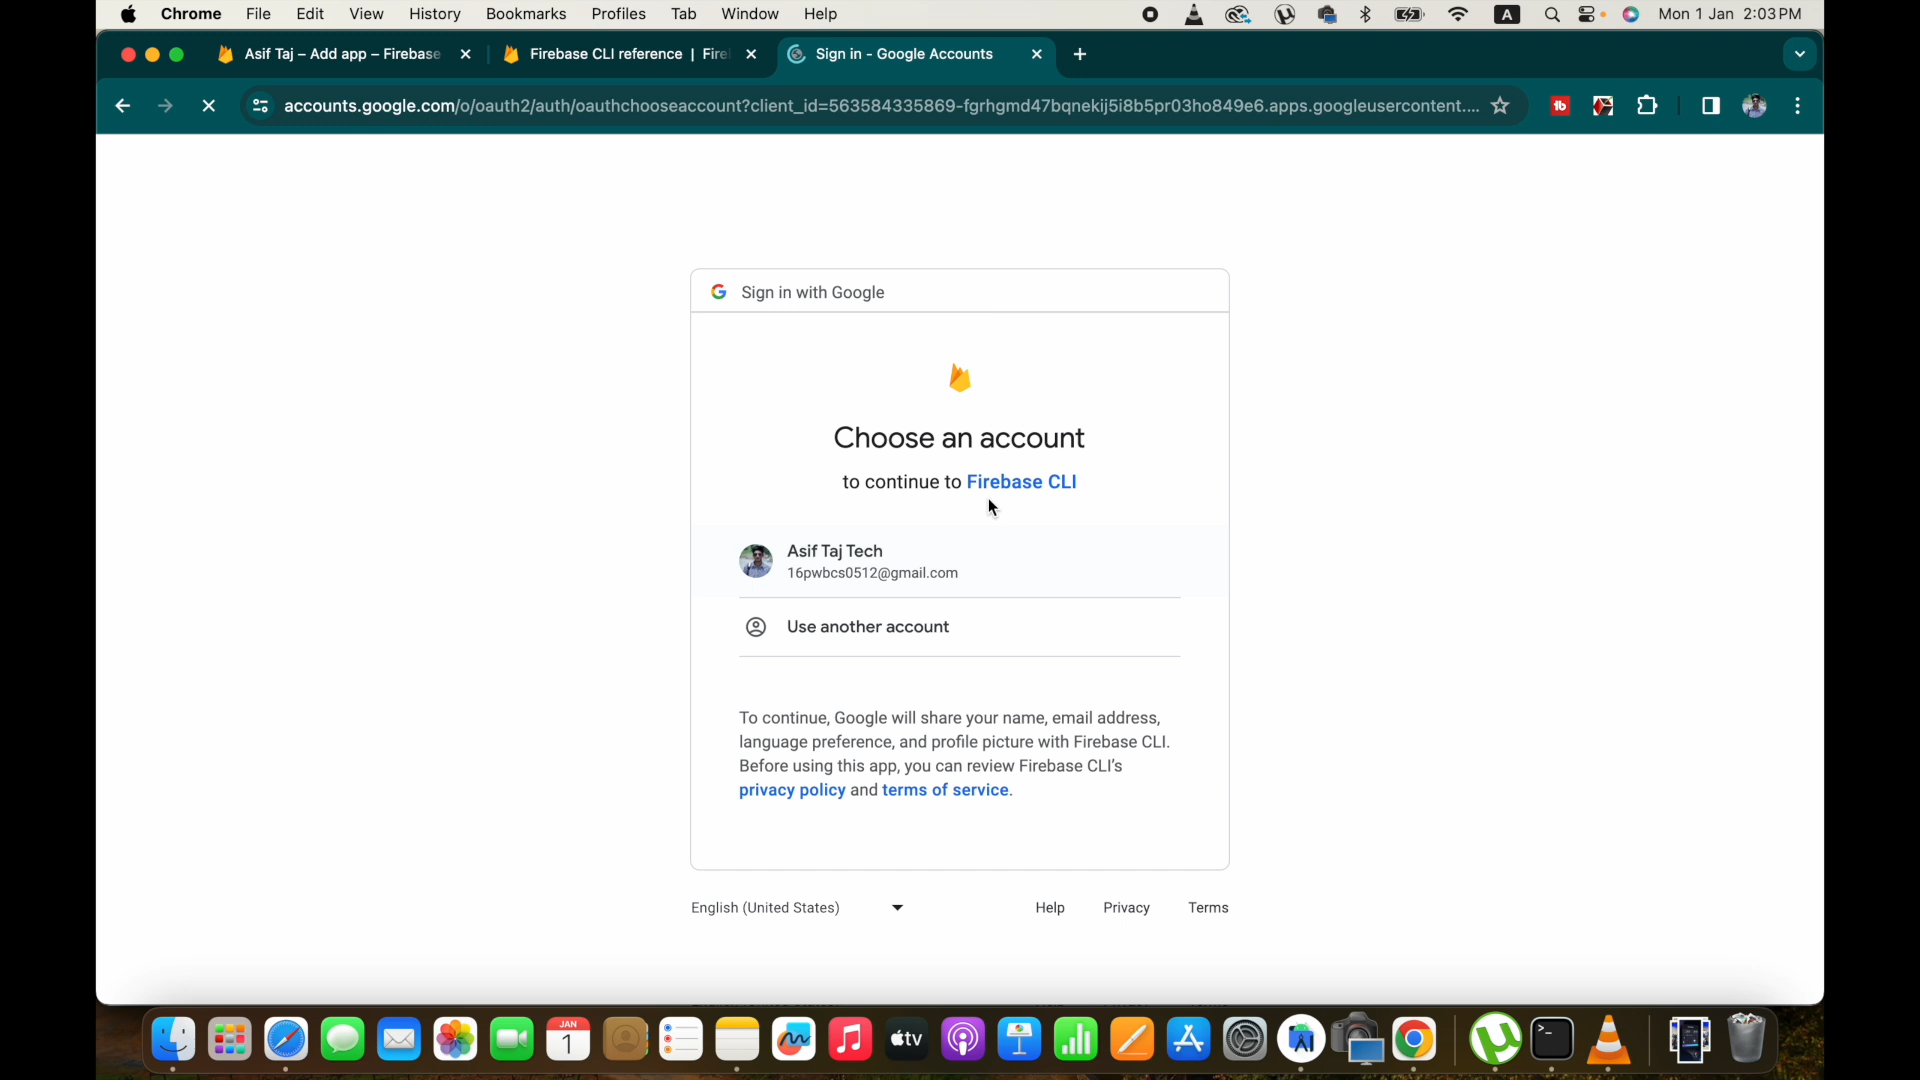 Chrome File Edit View History Bookmarks Profiles Tab Window Help A Mon 1 Jan 2:03 PM
Asif Taj – Add app – Firebase Firebase CLI reference | Fire Sign in - Google Accounts
accounts.google.com/o/oauth2/auth/oauthchooseaccount?client_id=563584335869-fgrhgmd47bqnekij5i8b5pr03ho849e6.apps.googleusercontent....
Sign in with Google
Choose an account
to continue to Firebase CLI
Asif Taj Tech
16pwbcs0512@gmail.com
Use another account
To continue, Google will share your name, email address,
language preference, and profile picture with Firebase CLI.
Before using this app, you can review Firebase CLI's
privacy policy and terms of service.
English (United States) Help Privacy Terms
JAN
1
tv